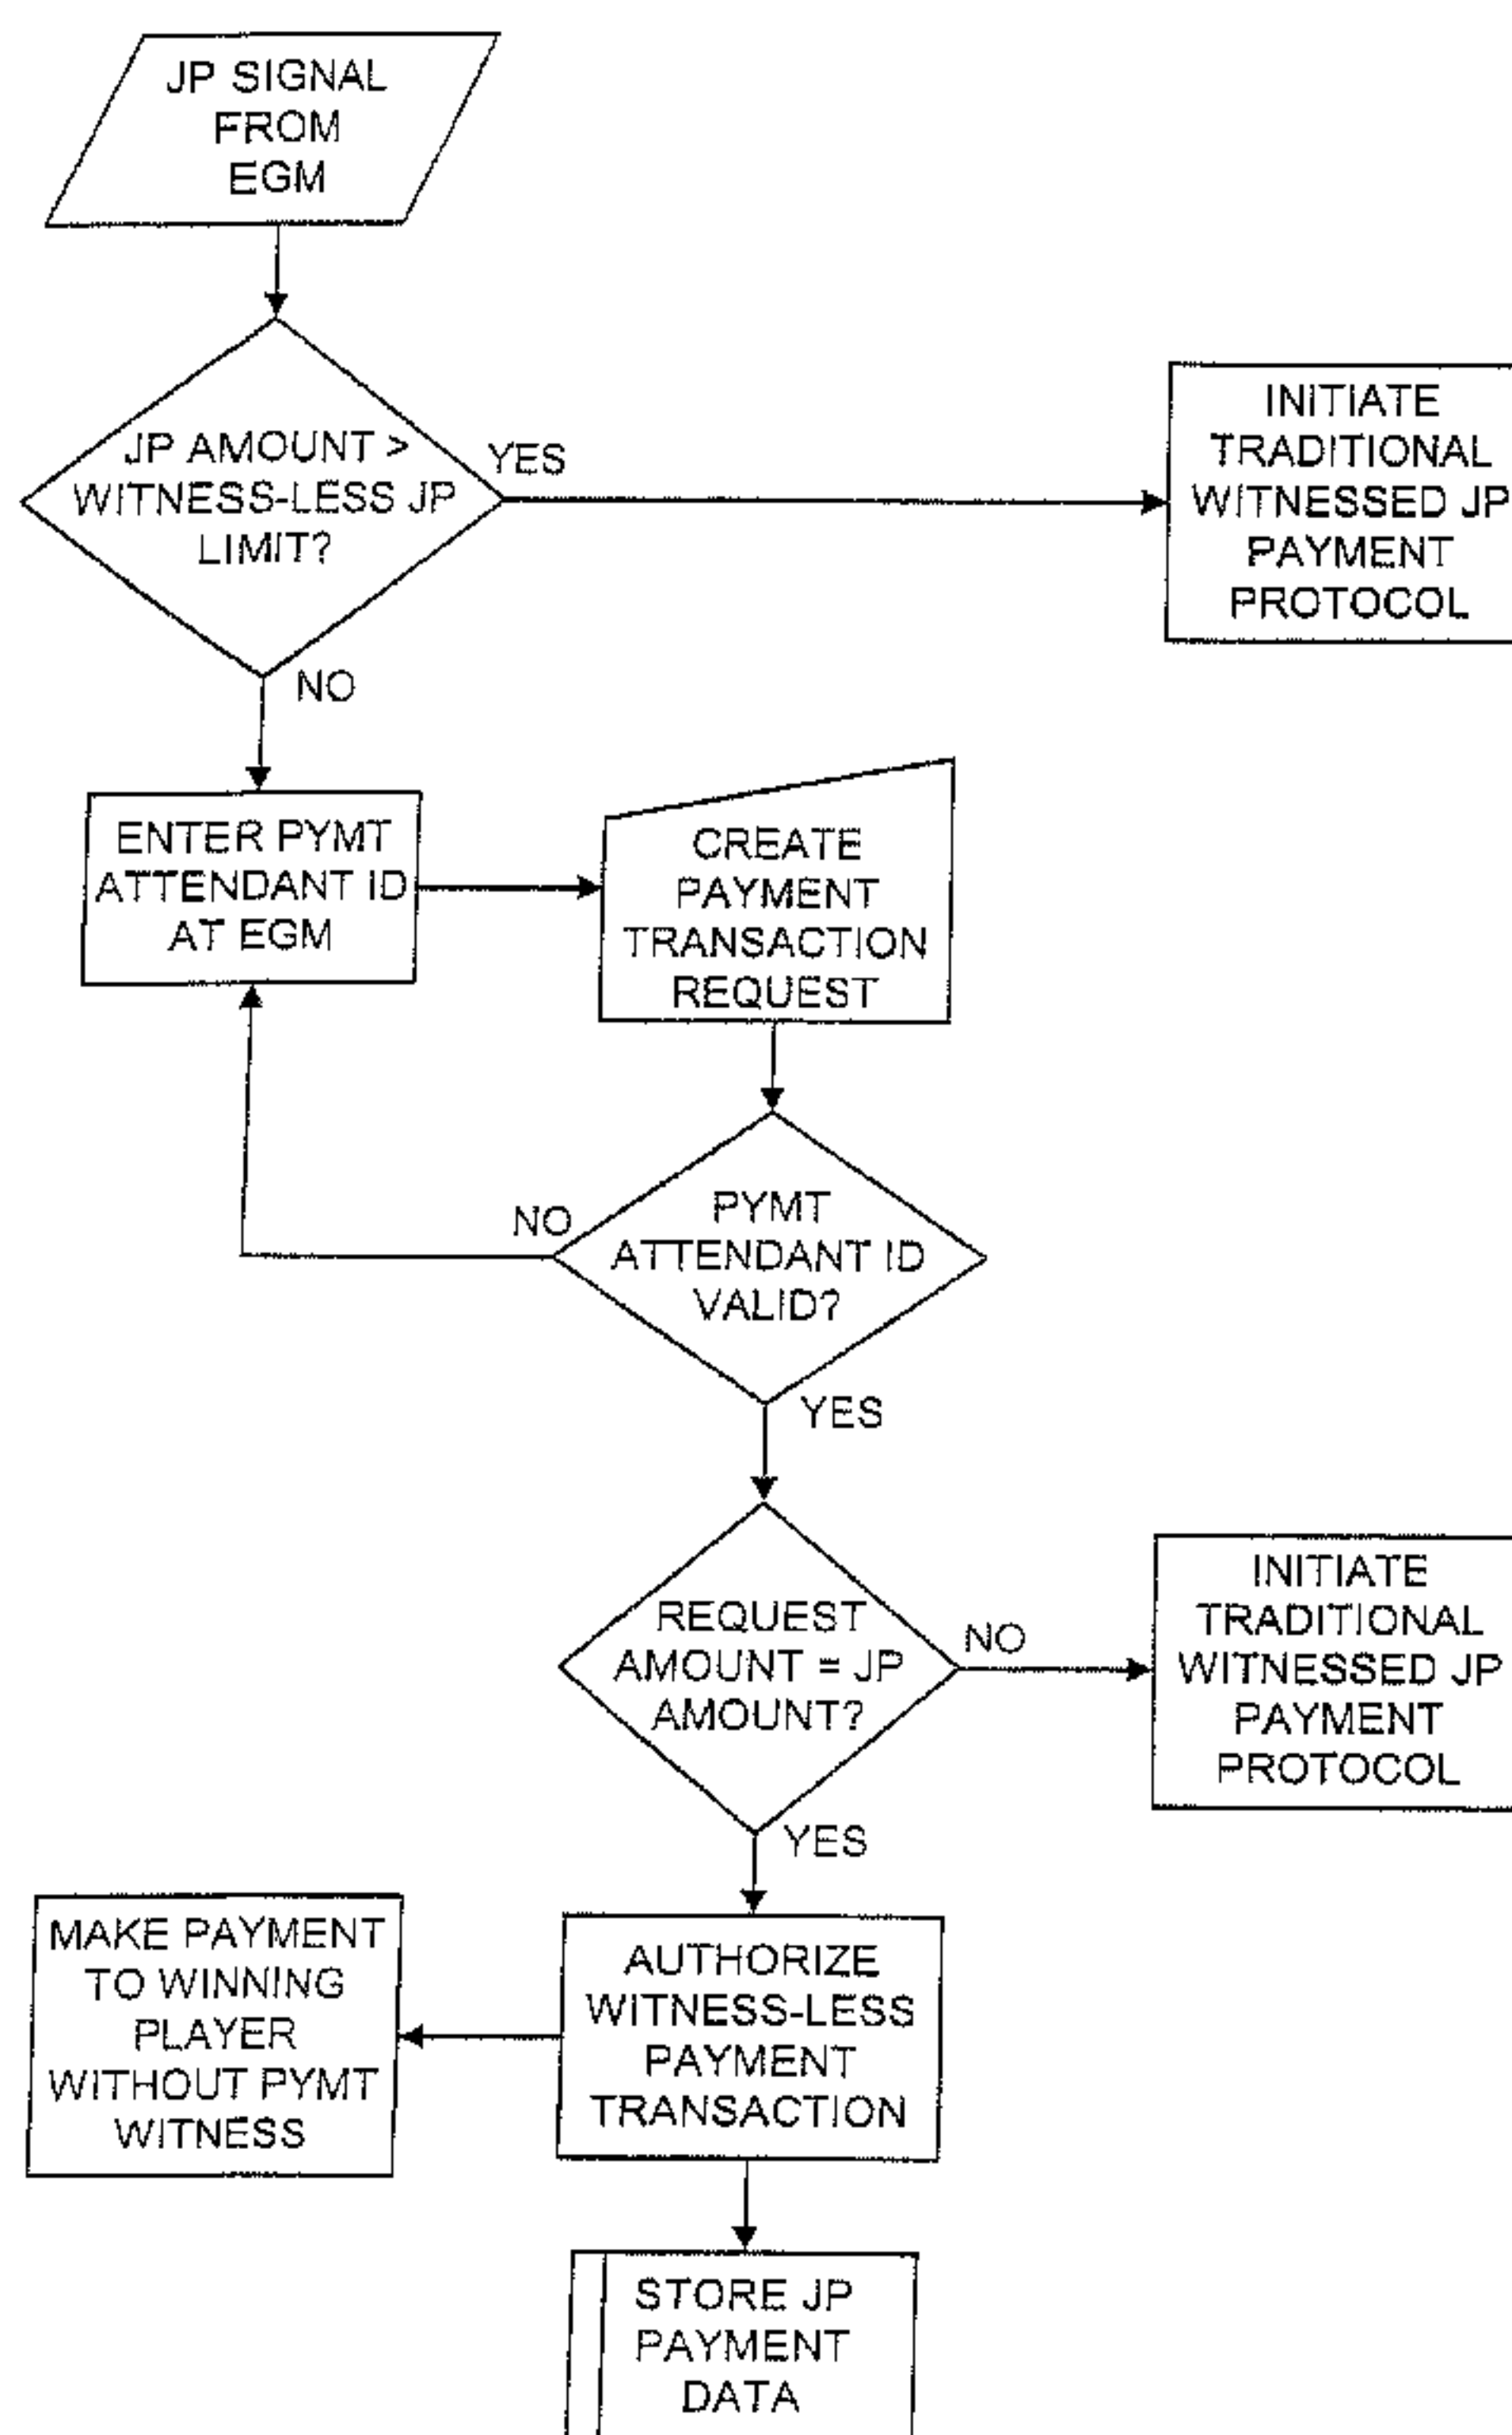 JP SIGNAL
FROM
EGM
JP AMOUNT >
WITNESS-LESS JP
LIMIT?
YES
INITIATE
TRADITIONAL
WITNESSED JP
PAYMENT
PROTOCOL
NO
ENTER PYMT
ATTENDANT ID
AT EGM
CREATE
PAYMENT
TRANSACTION
REQUEST
NO
PYMT
ATTENDANT ID
VALID?
YES
REQUEST
AMOUNT = JP
AMOUNT?
NO
INITIATE
TRADITIONAL
WITNESSED JP
PAYMENT
PROTOCOL
YES
MAKE PAYMENT
TO WINNING
PLAYER
WITHOUT PYMT
WITNESS
AUTHORIZE
WITNESS-LESS
PAYMENT
TRANSACTION
STORE JP
PAYMENT
DATA